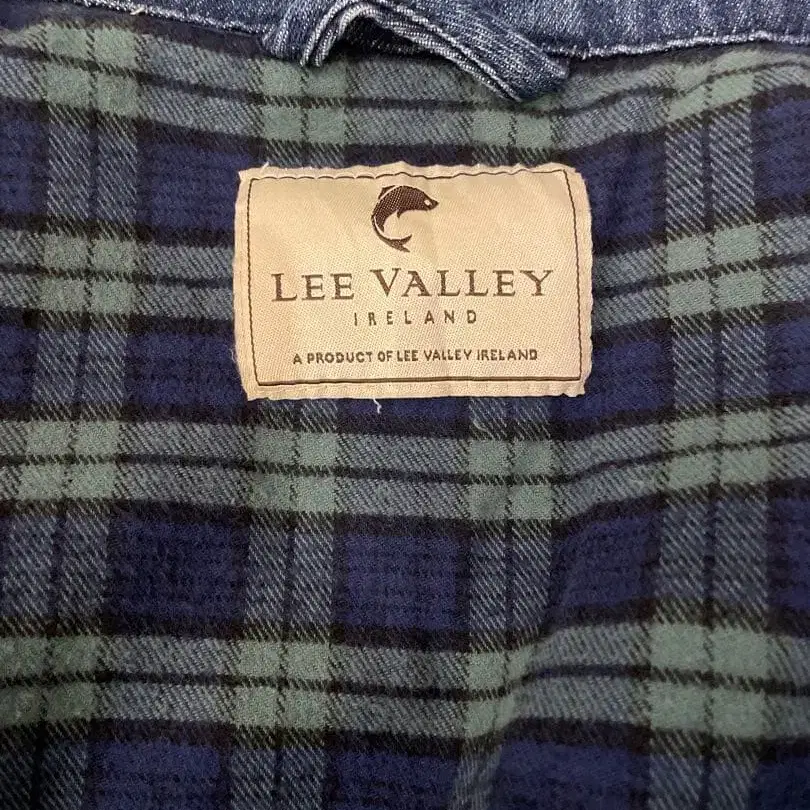 LEE VALLEY
IRELAND
A PRODUCT OF LEE VALLEY IRELAND